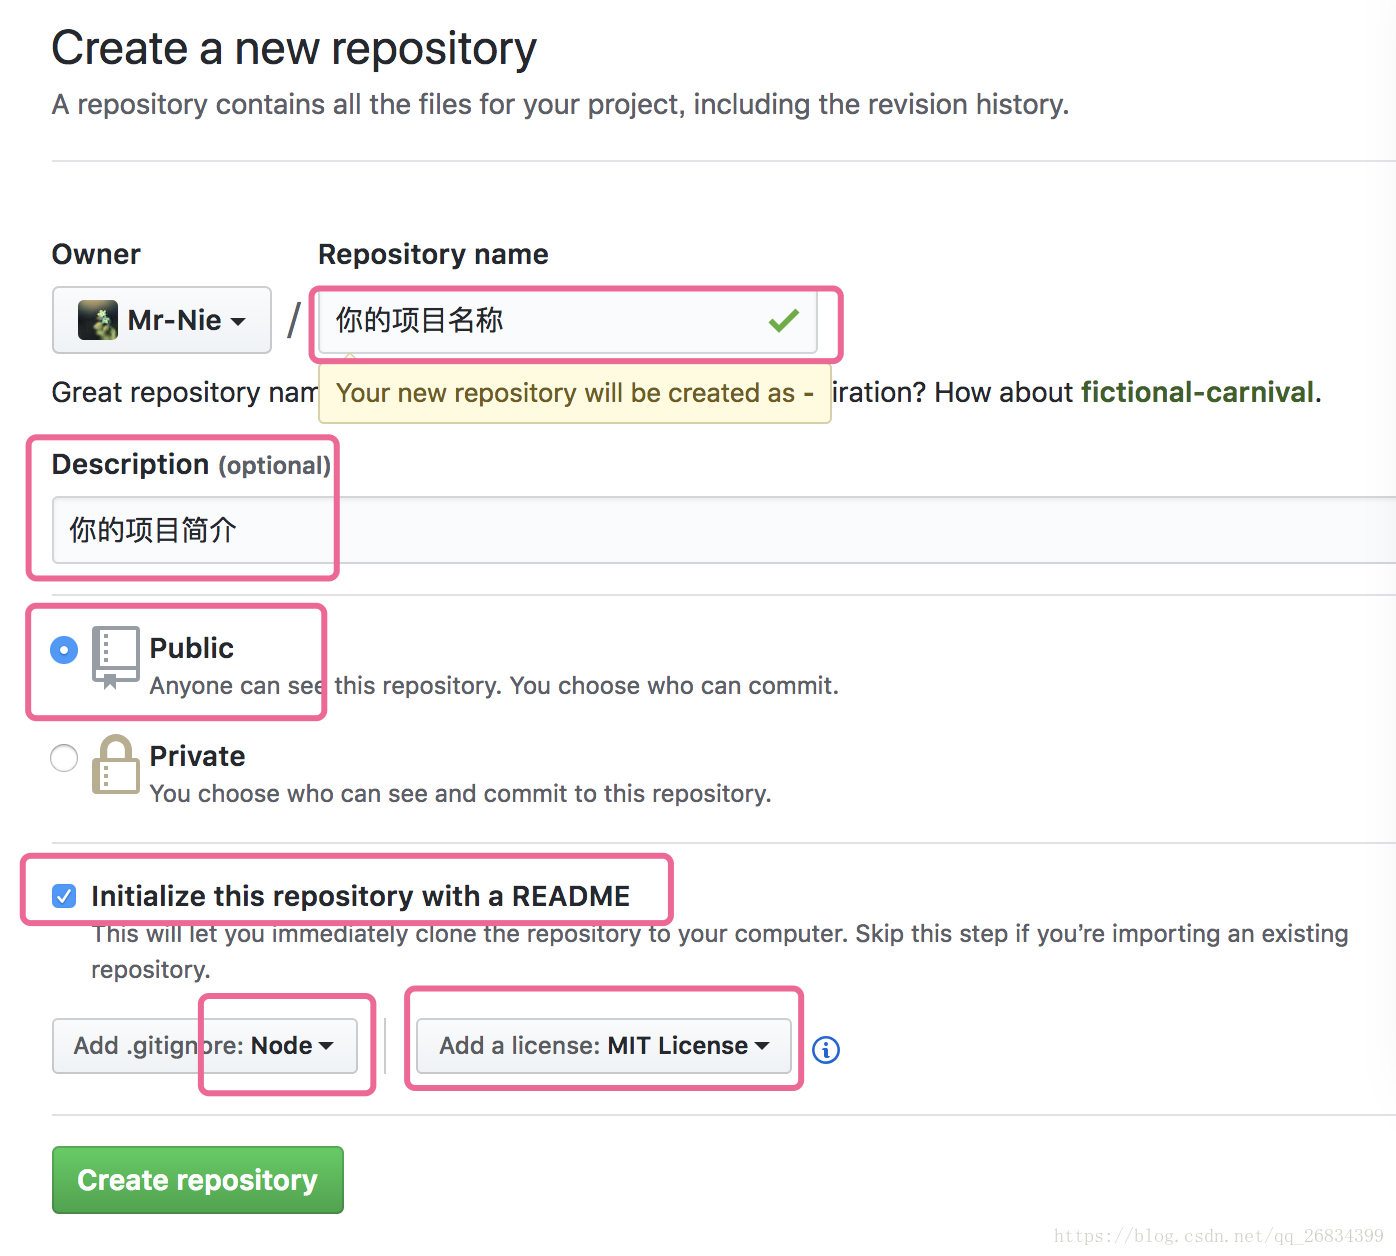 Create a new repository
A repository contains all the files for your project, including the revision history.
Owner
Repository name
Mr-Nie
/
你的项目名称
Great repository nam
Your new repository will be created as -
iration? How about fictional-carnival.
Description (optional)
你的项目简介
Public
Anyone can see this repository. You choose who can commit.
Private
You choose who can see and commit to this repository.
Initialize this repository with a README
This will let you immediately clone the repository to your computer. Skip this step if you’re importing an existing
repository.
Add .gitignore: Node
Add a license: MIT License
Create repository
https://blog.csdn.net/qq_26834399